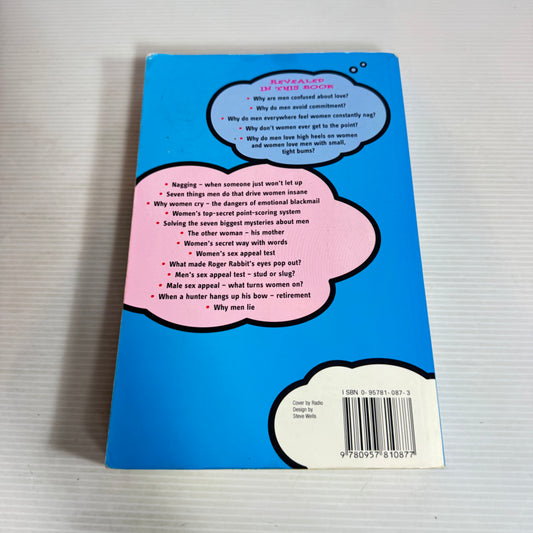 REVEALED
IN THIS BOOK
• Why are men confused about love?
• Why do men avoid commitment?
• Why do men everywhere feel women constantly nag?
• Why don't women ever get to the point?
• Why do men love high heels on women
and women love men with small,
tight bums?
• Nagging – when someone just won't let up
• Seven things men do that drive women insane
• Why women cry – the dangers of emotional blackmail
• Women's top-secret point-scoring system
• Solving the seven biggest mysteries about men
• The other woman – his mother
• Women's secret way with words
• Women's sex appeal test
• What made Roger Rabbit's eyes pop out?
• Men's sex appeal test – stud or slug?
• Male sex appeal – what turns women on?
• When a hunter hangs up his bow – retirement
• Why men lie
ISBN 0-95781-087-3
Cover by Radio
Design by
Steve Wells
9 780957 810877